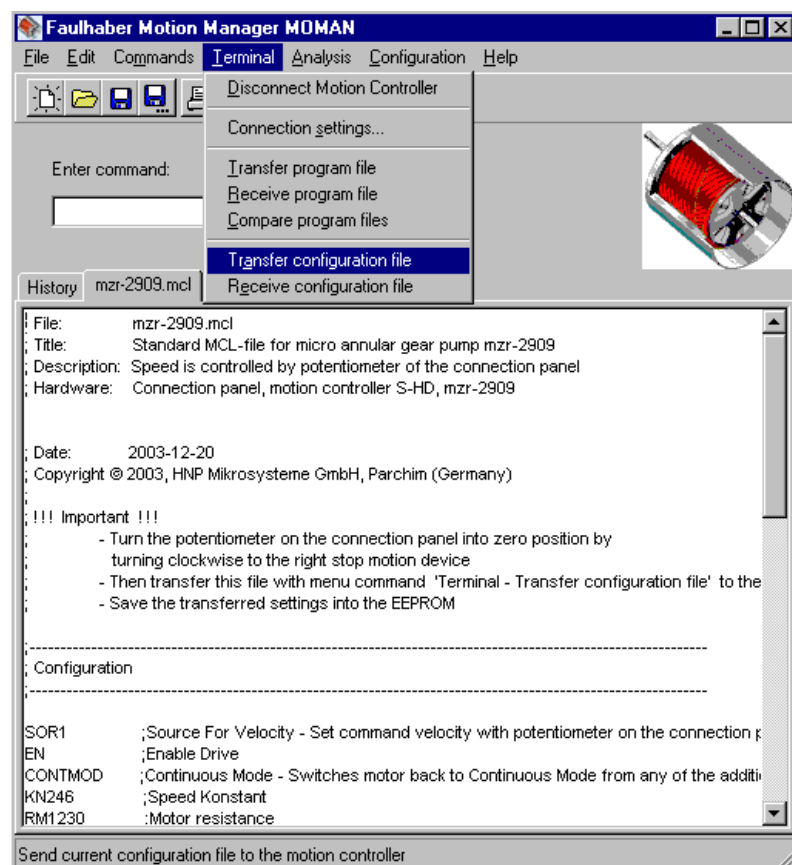 Faulhaber Motion Manager MOMAN
File Edit Commands Terminal Analysis Configuration Help
Disconnect Motion Controller
Connection settings...
Transfer program file
Receive program file
Compare program files
Transfer configuration file
Receive configuration file
Enter command:
History mzr-2909.mcl
; File: mzr-2909.mcl
; Title: Standard MCL-file for micro annular gear pump mzr-2909
; Description: Speed is controlled by potentiometer of the connection panel
; Hardware: Connection panel, motion controller S-HD, mzr-2909
; Date: 2003-12-20
; Copyright © 2003, HNP Mikrosysteme GmbH, Parchim (Germany)
;
; !!! Important !!!
; - Turn the potentiometer on the connection panel into zero position by
; turning clockwise to the right stop motion device
; - Then transfer this file with menu command 'Terminal - Transfer configuration file' to the
; - Save the transferred settings into the EEPROM
;-------------------------------------------------------------------
; Configuration
;-------------------------------------------------------------------
SOR1 ;Source For Velocity - Set command velocity with potentiometer on the connection
EN ;Enable Drive
CONTMOD ;Continuous Mode - Switches motor back to Continuous Mode from any of the
KN246 ;Speed Konstant
RM1230 ;Motor resistance
Send current configuration file to the motion controller